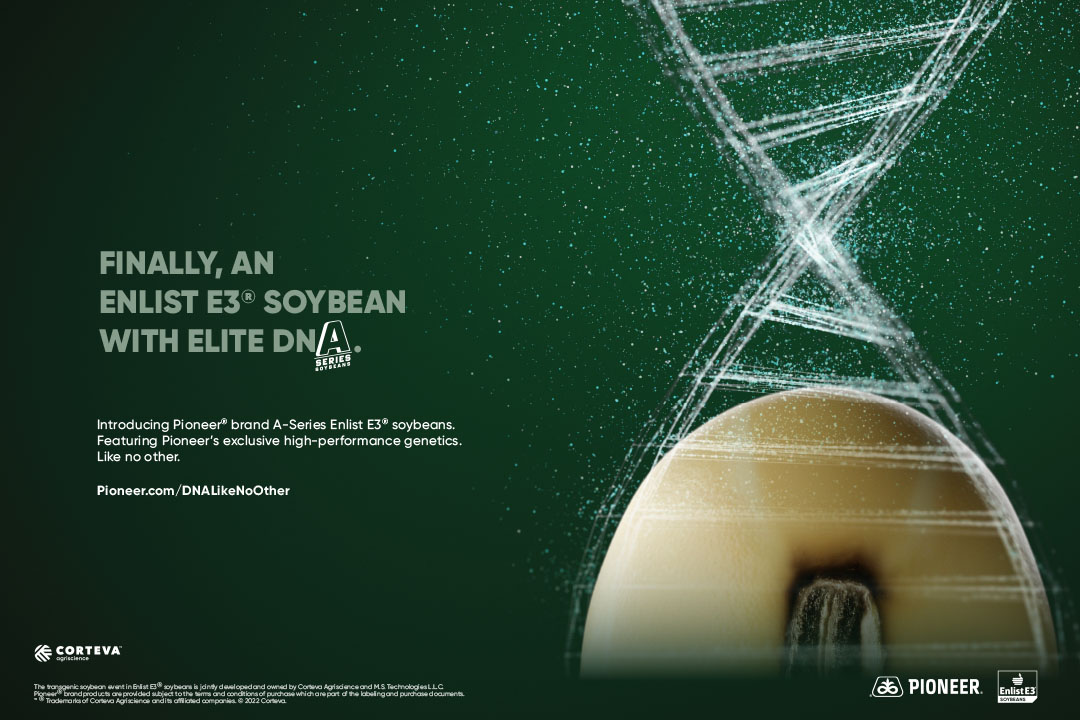 FINALLY, AN
ENLIST E3® SOYBEAN
WITH ELITE DNA.
SERIES
SOYBEANS
Introducing Pioneer® brand A-Series Enlist E3® soybeans.
Featuring Pioneer's exclusive high-performance genetics.
Like no other.
Pioneer.com/DNALikeNoOther
CORTEVA™
agriscience
The transgenic soybean event in Enlist E3® soybeans is jointly developed and owned by Corteva Agriscience and M.S. Technologies L.L.C.
Pioneer® brand products are provided subject to the terms and conditions of purchase which are part of the labeling and purchase documents.
™ ® Trademarks of Corteva Agriscience and its affiliated companies. © 2022 Corteva.
PIONEER®
Enlist E3
SOYBEANS